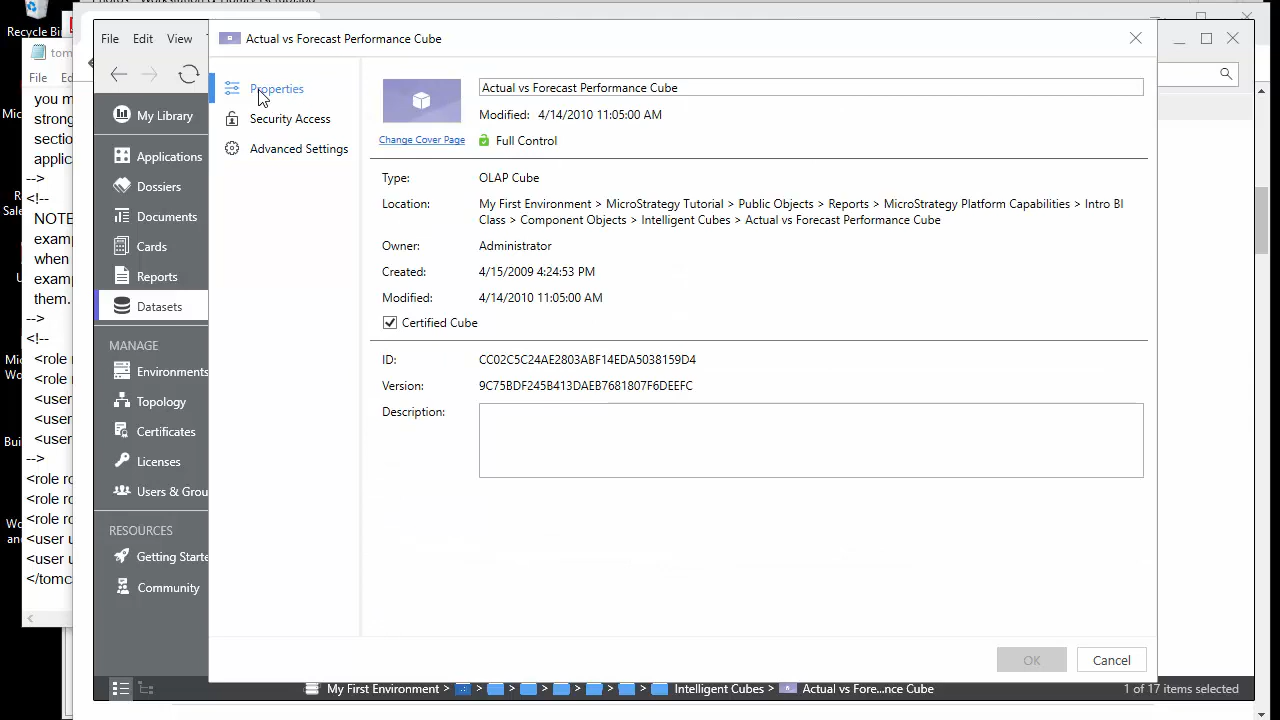 Recycle Bin
tom
File
Ed
you m
strong
section
applic
-->
<!--
NOTE
examp
when
examp
them.
-->
<!--
<role
<role
<user
<user
<user
-->
<role ro
<role ro
<role ro
<user u
<user u
</tomc
File Edit View
My Library
Applications
Dossiers
Documents
Cards
Reports
Datasets
MANAGE
Environments
Topology
Certificates
Licenses
Users & Grou
RESOURCES
Getting Starte
Community
Actual vs Forecast Performance Cube
Properties
Security Access
Advanced Settings
Actual vs Forecast Performance Cube
Modified: 4/14/2010 11:05:00 AM
Change Cover Page
Full Control
Type: OLAP Cube
Location: My First Environment > MicroStrategy Tutorial > Public Objects > Reports > MicroStrategy Platform Capabilities > Intro BI
Class > Component Objects > Intelligent Cubes > Actual vs Forecast Performance Cube
Owner: Administrator
Created: 4/15/2009 4:24:53 PM
Modified: 4/14/2010 11:05:00 AM
Certified Cube
ID: CC02C5C24AE2803ABF14EDA5038159D4
Version: 9C75BDF245B413DAEB7681807F6DEEFC
Description:
OK Cancel
My First Environment > > > > > > > Intelligent Cubes > Actual vs Fore...nce Cube
1 of 17 items selected